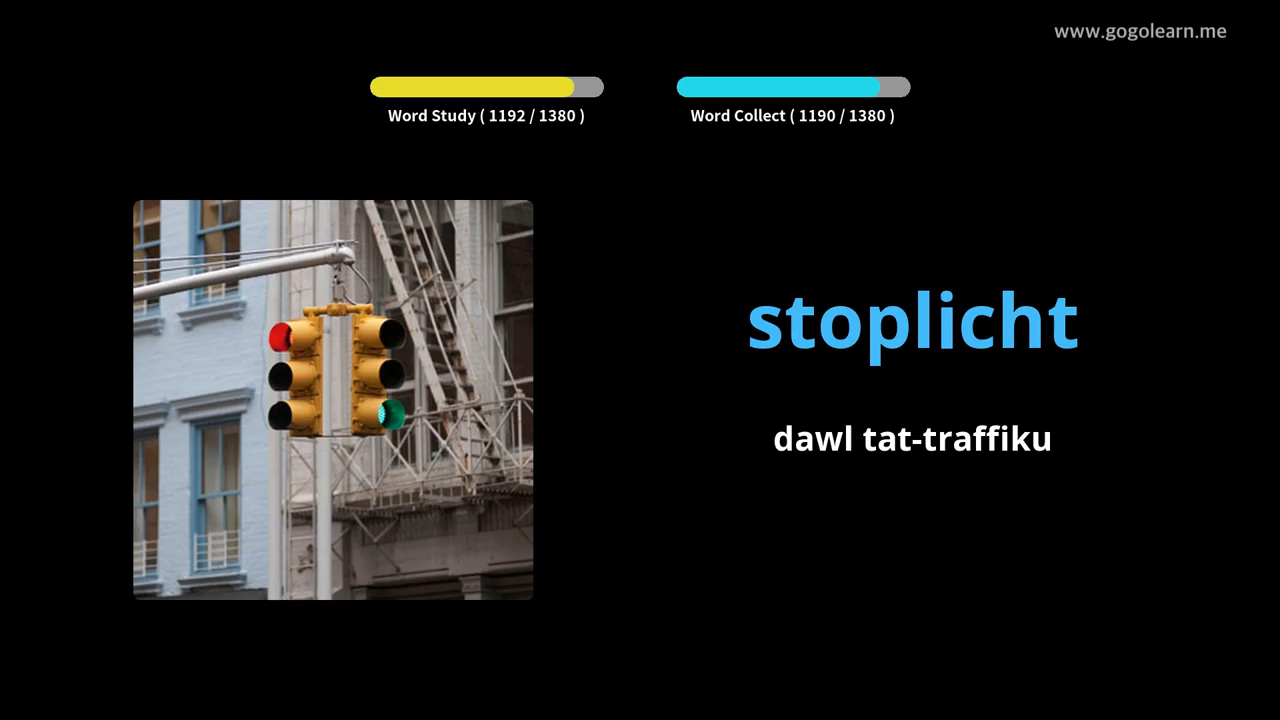 www.gogolearn.me
Word Study ( 1192 / 1380 )
Word Collect ( 1190 / 1380 )
stoplicht
dawl tat-traffiku